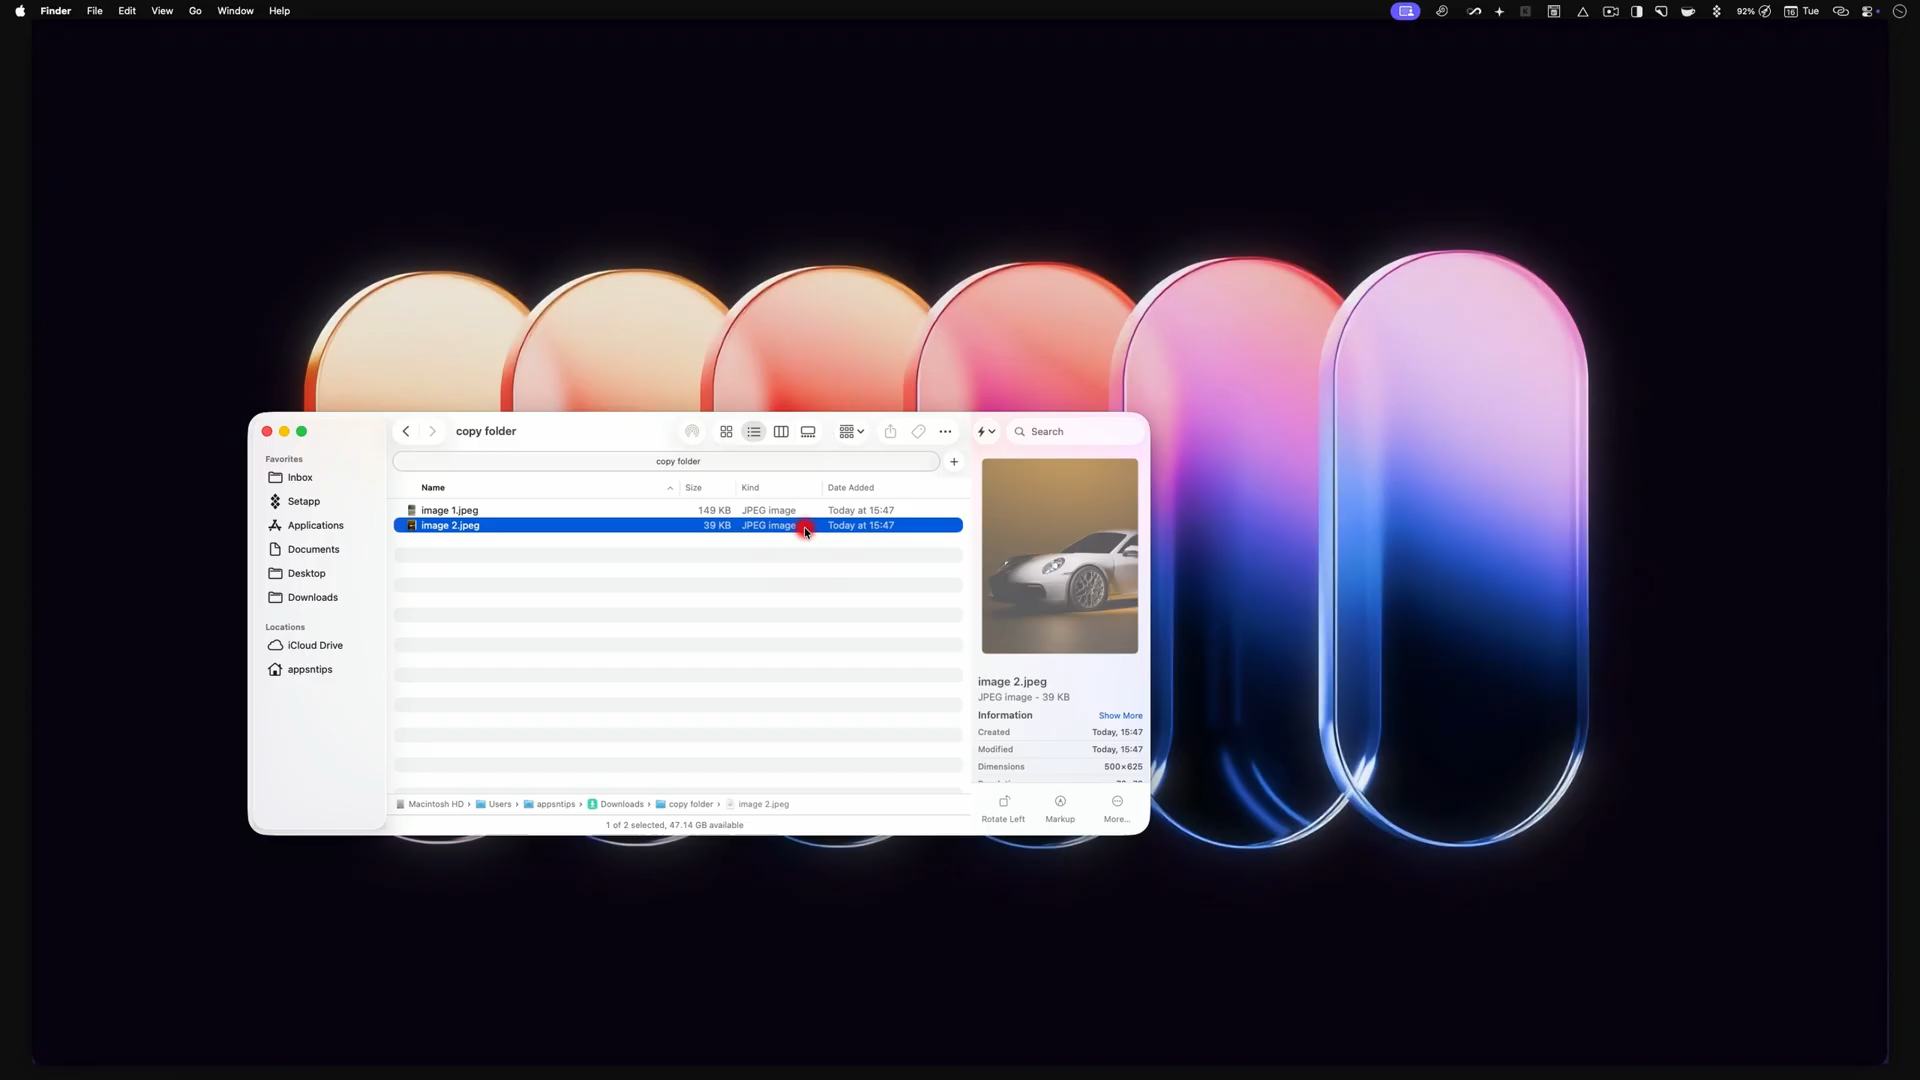 Finder File Edit View Go Window Help 92% 16 Tue
copy folder Search
copy folder +
Favorites
Inbox
Setapp
Applications
Documents
Desktop
Downloads
Locations
iCloud Drive
appsntips
Name Size Kind Date Added
image 1.jpeg 149 KB JPEG image Today at 15:47
image 2.jpeg 39 KB JPEG image Today at 15:47
image 2.jpeg
JPEG image - 39 KB
Information Show More
Created Today, 15:47
Modified Today, 15:47
Dimensions 500×625
Rotate Left Markup More...
Macintosh HD › Users › appsntips › Downloads › copy folder › image 2.jpeg
1 of 2 selected, 47.14 GB available